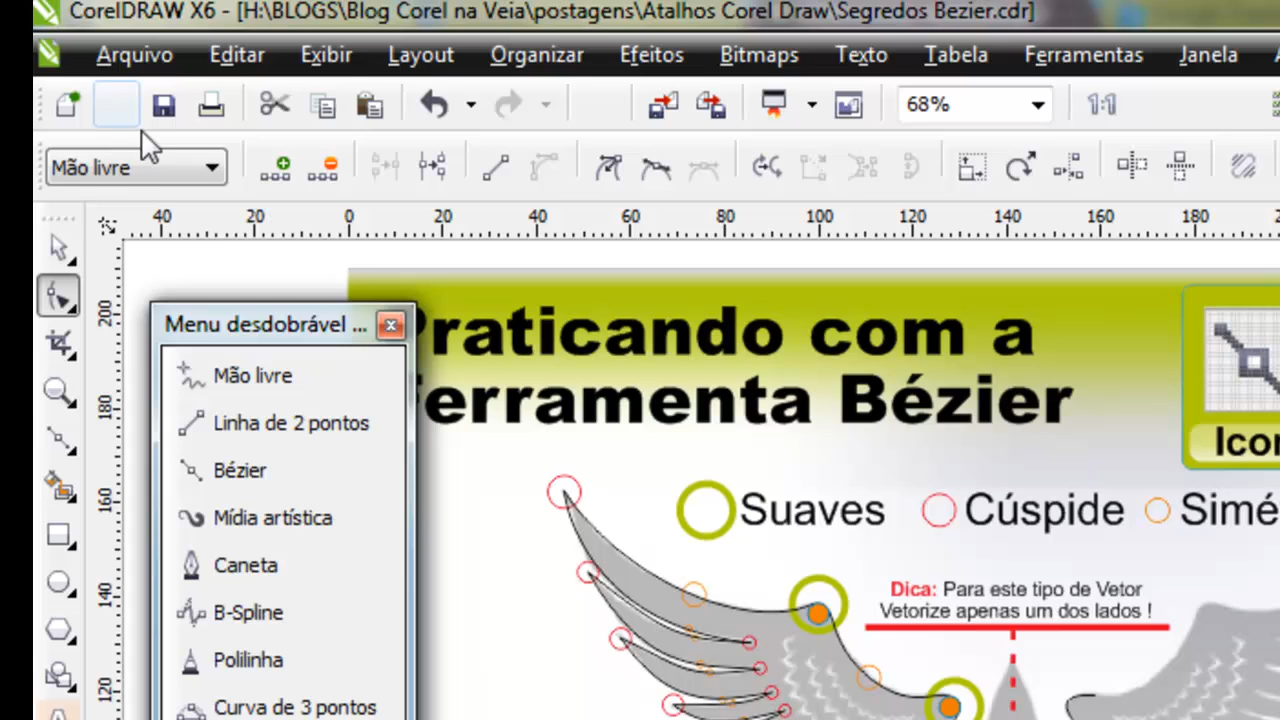 CorelDRAW X6 - [H:\BLOGS\Blog Corel na Veia\postagens\Atalhos Corel Draw\Segredos Bezier.cdr]
Arquivo Editar Exibir Layout Organizar Efeitos Bitmaps Texto Tabela Ferramentas Janela
68% 1:1
Mão livre
40 20 0 20 40 60 80 100 120 140 160 180
200
180
160
140
120
Menu desdobrável ...
Mão livre
Linha de 2 pontos
Bézier
Mídia artística
Caneta
B-Spline
Polilinha
Curva de 3 pontos
Praticando com a
Ferramenta Bézier
Suaves Cúspide Simé
Dica: Para este tipo de Vetor
Vetorize apenas um dos lados !